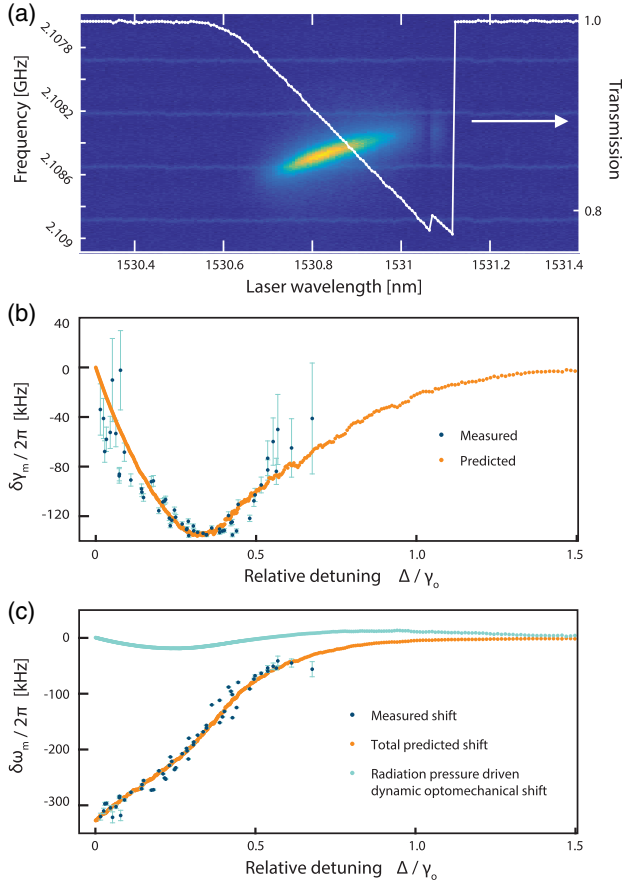 (a)
Frequency [GHz]
2.1078
2.1082
2.1086
2.109
1.0
0.9
0.8
Transmission
1530.4 1530.6 1530.8 1531 1531.2 1531.4
Laser wavelength [nm]
(b)
δγm / 2π [kHz]
40
0
-40
-80
-120
Measured
Predicted
0 0.5 1.0 1.5
Relative detuning Δ / γo
(c)
δωm / 2π [kHz]
0
-100
-200
-300
Measured shift
Total predicted shift
Radiation pressure driven
dynamic optomechanical shift
0 0.5 1.0 1.5
Relative detuning Δ / γo